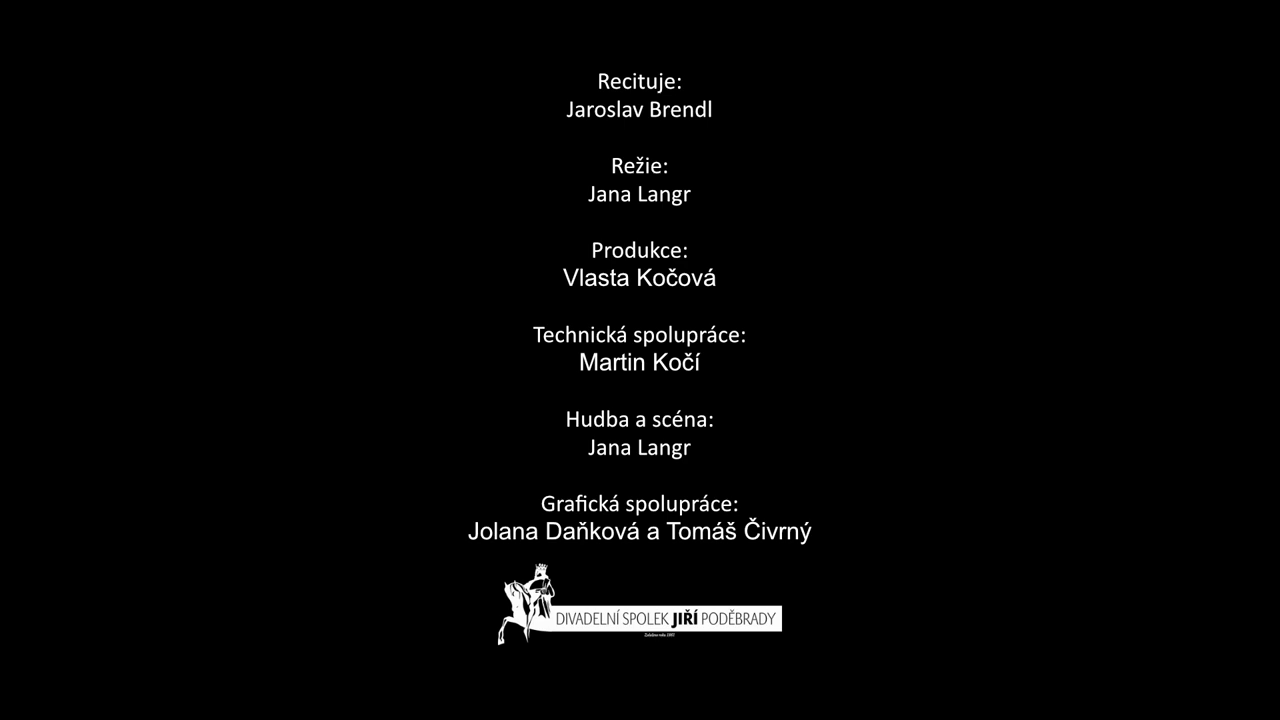 Recituje:
Jaroslav Brendl
Režie:
Jana Langr
Produkce:
Vlasta Kočová
Technická spolupráce:
Martin Kočí
Hudba a scéna:
Jana Langr
Grafická spolupráce:
Jolana Daňková a Tomáš Čivrný
DIVADELNÍ SPOLEK JIŘÍ PODĚBRADY